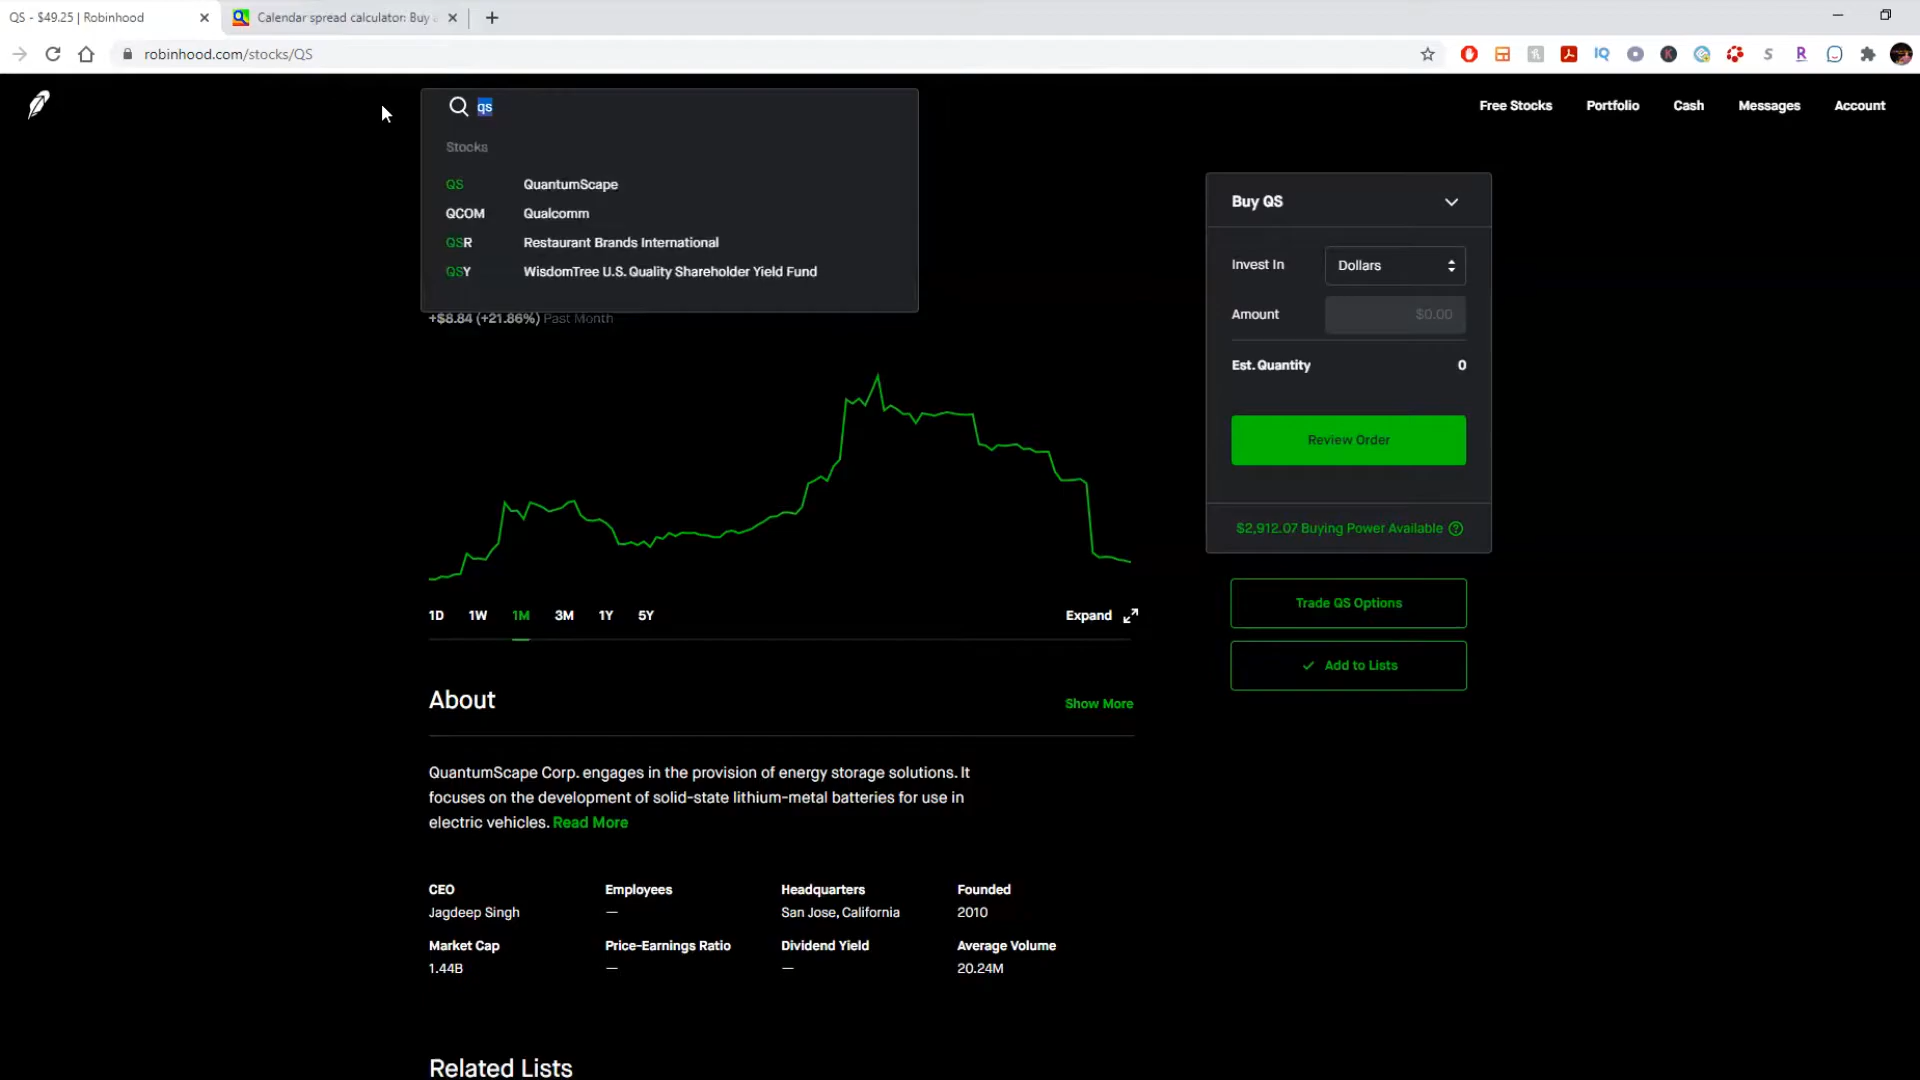 QS - $49.25 | Robinhood
Calendar spread calculator: Buy a
robinhood.com/stocks/QS
qs
Free Stocks Portfolio Cash Messages Account
Stocks
QS QuantumScape
QCOM Qualcomm
QSR Restaurant Brands International
QSY WisdomTree U.S. Quality Shareholder Yield Fund
+$8.84 (+21.86%) Past Month
Buy QS
Invest In Dollars
Amount $0.00
Est. Quantity 0
Review Order
$2,912.07 Buying Power Available
Trade QS Options
Add to Lists
1D 1W 1M 3M 1Y 5Y Expand
About Show More
QuantumScape Corp. engages in the provision of energy storage solutions. It
focuses on the development of solid-state lithium-metal batteries for use in
electric vehicles. Read More
CEO Employees Headquarters Founded
Jagdeep Singh — San Jose, California 2010
Market Cap Price-Earnings Ratio Dividend Yield Average Volume
1.44B — — 20.24M
Related Lists